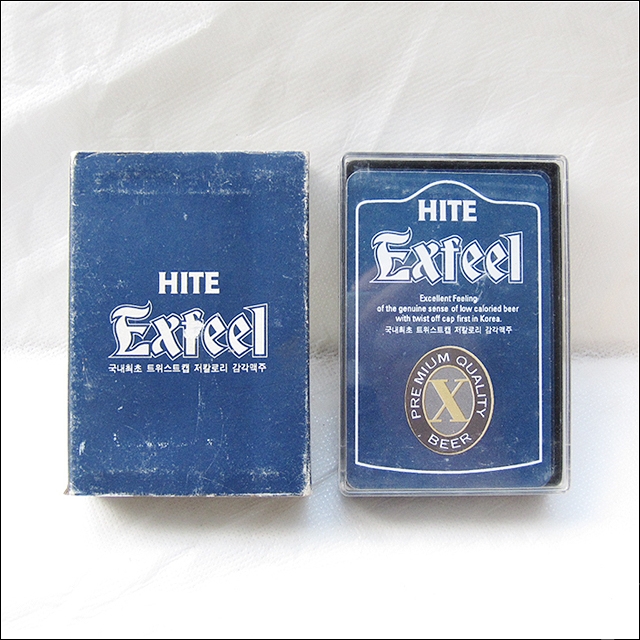 HITE
Exfeel
국내최초 트위스트캡 저칼로리 감각맥주
HITE
Exfeel
Excellent Feeling
of the genuine sense of low caloried beer
with twist off cap first in Korea.
국내최초 트위스트캡 저칼로리 감각맥주
PREMIUM QUALITY
X
BEER